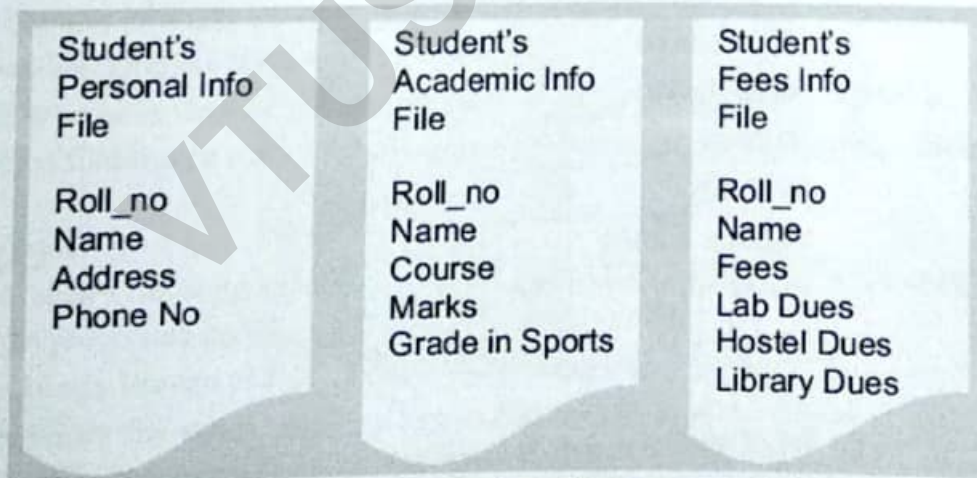 Student's
Personal Info
File
Roll_no
Name
Address
Phone No
Student's
Academic Info
File
Roll_no
Name
Course
Marks
Grade in Sports
Student's
Fees Info
File
Roll_no
Name
Fees
Lab Dues
Hostel Dues
Library Dues
VTUS